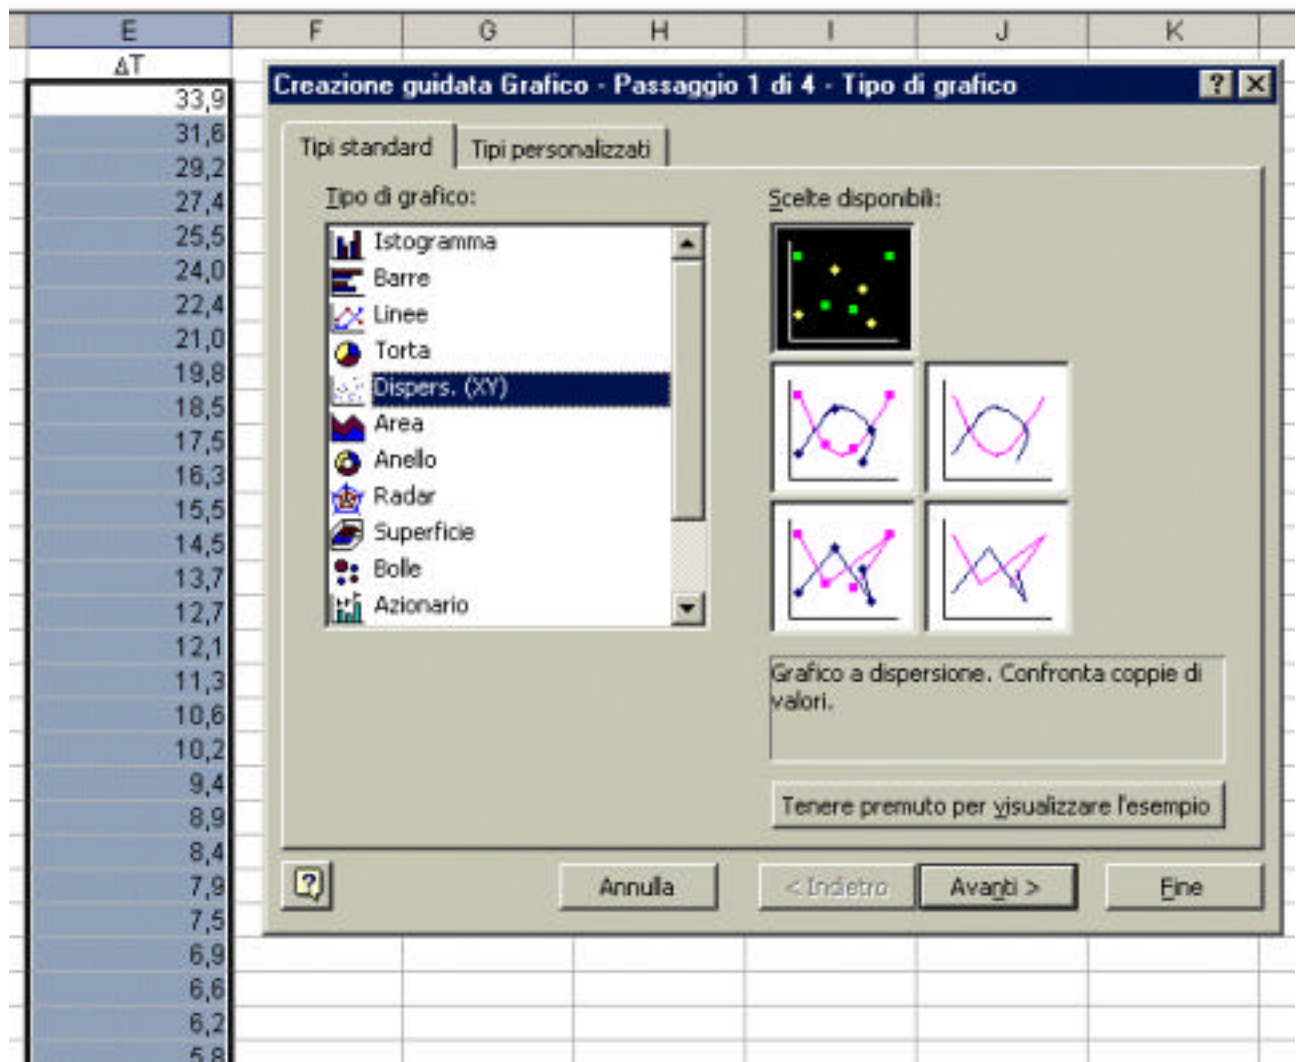 E F G H I J K
ΔT
33,9
31,6
29,2
27,4
25,5
24,0
22,4
21,0
19,8
18,5
17,5
16,3
15,5
14,5
13,7
12,7
12,1
11,3
10,6
10,2
9,4
8,9
8,4
7,9
7,5
6,9
6,6
6,2
5,8
Creazione guidata Grafico - Passaggio 1 di 4 - Tipo di grafico
Tipi standard Tipi personalizzati
Tipo di grafico:
Istogramma
Barre
Linee
Torta
Dispers. (XY)
Area
Anello
Radar
Superficie
Bolle
Azionario
Scelte disponibili:
Grafico a dispersione. Confronta coppie di
valori.
Tenere premuto per visualizzare l'esempio
Annulla < Indietro Avanti > Fine